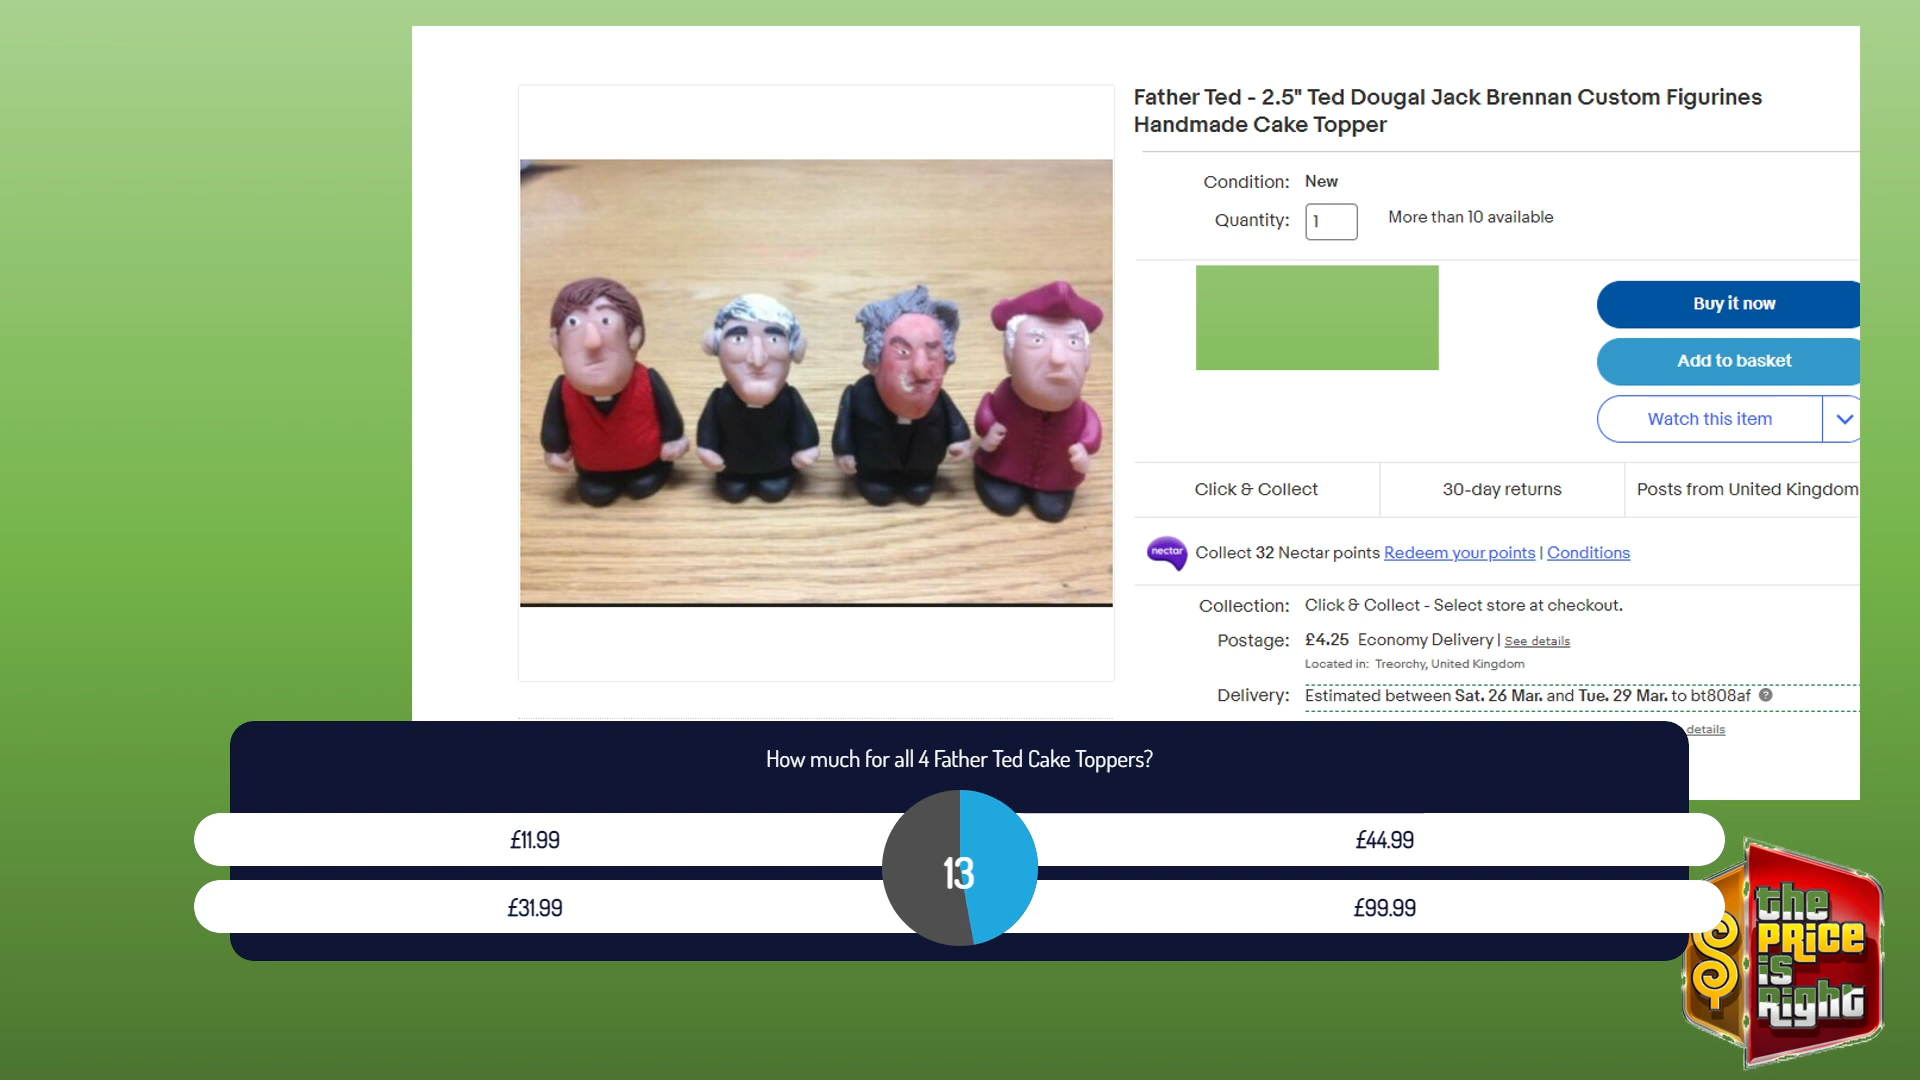 Father Ted - 2.5" Ted Dougal Jack Brennan Custom Figurines
Handmade Cake Topper
Condition: New
Quantity: 1 More than 10 available
Buy it now
Add to basket
Watch this item
Click & Collect 30-day returns Posts from United Kingdom
nectar Collect 32 Nectar points Redeem your points | Conditions
Collection: Click & Collect - Select store at checkout.
Postage: £4.25 Economy Delivery | See details
Located in: Treorchy, United Kingdom
Delivery: Estimated between Sat. 26 Mar. and Tue. 29 Mar. to bt808af ?
details
How much for all 4 Father Ted Cake Toppers?
£11.99 £44.99
13
£31.99 £99.99
the
PRice
is
Right